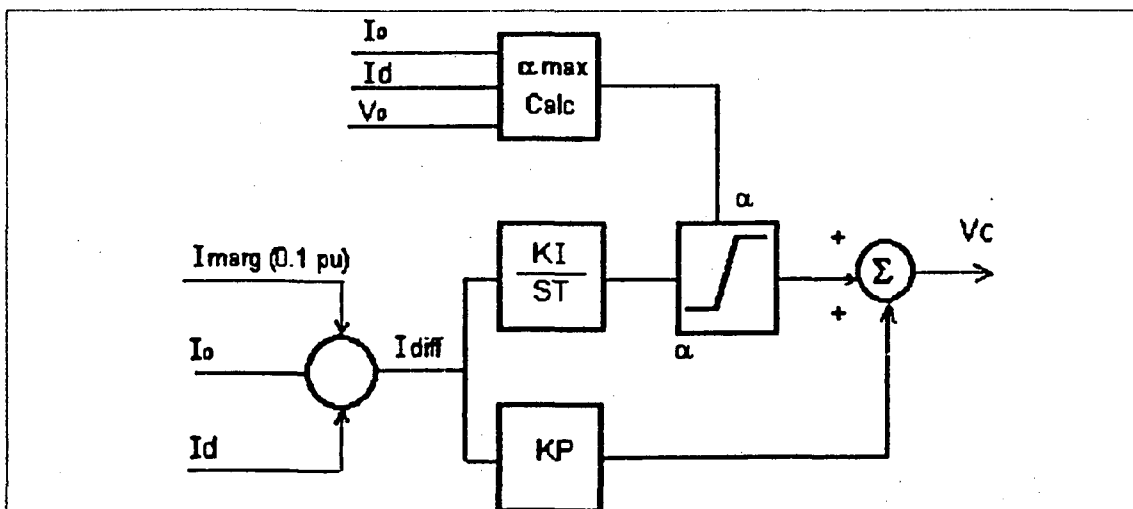 Io
Id
Vo
α max
Calc
α
Imarg (0.1 pu)
KI
ST
+
Σ
Vc
+
α
Io
Idiff
Id
KP